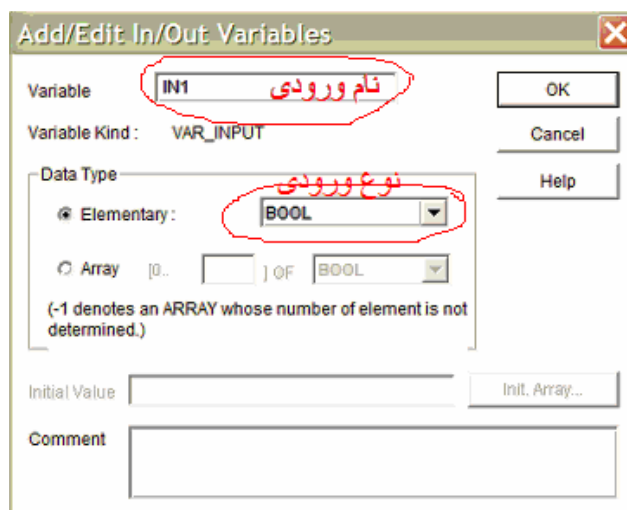 Add/Edit In/Out Variables
Variable IN1 نام ورودی OK
Variable Kind : VAR_INPUT Cancel
Data Type نوع ورودی Help
Elementary : BOOL
Array [0.. ] OF BOOL
(-1 denotes an ARRAY whose number of element is not
determined.)
Initial Value Init. Array...
Comment